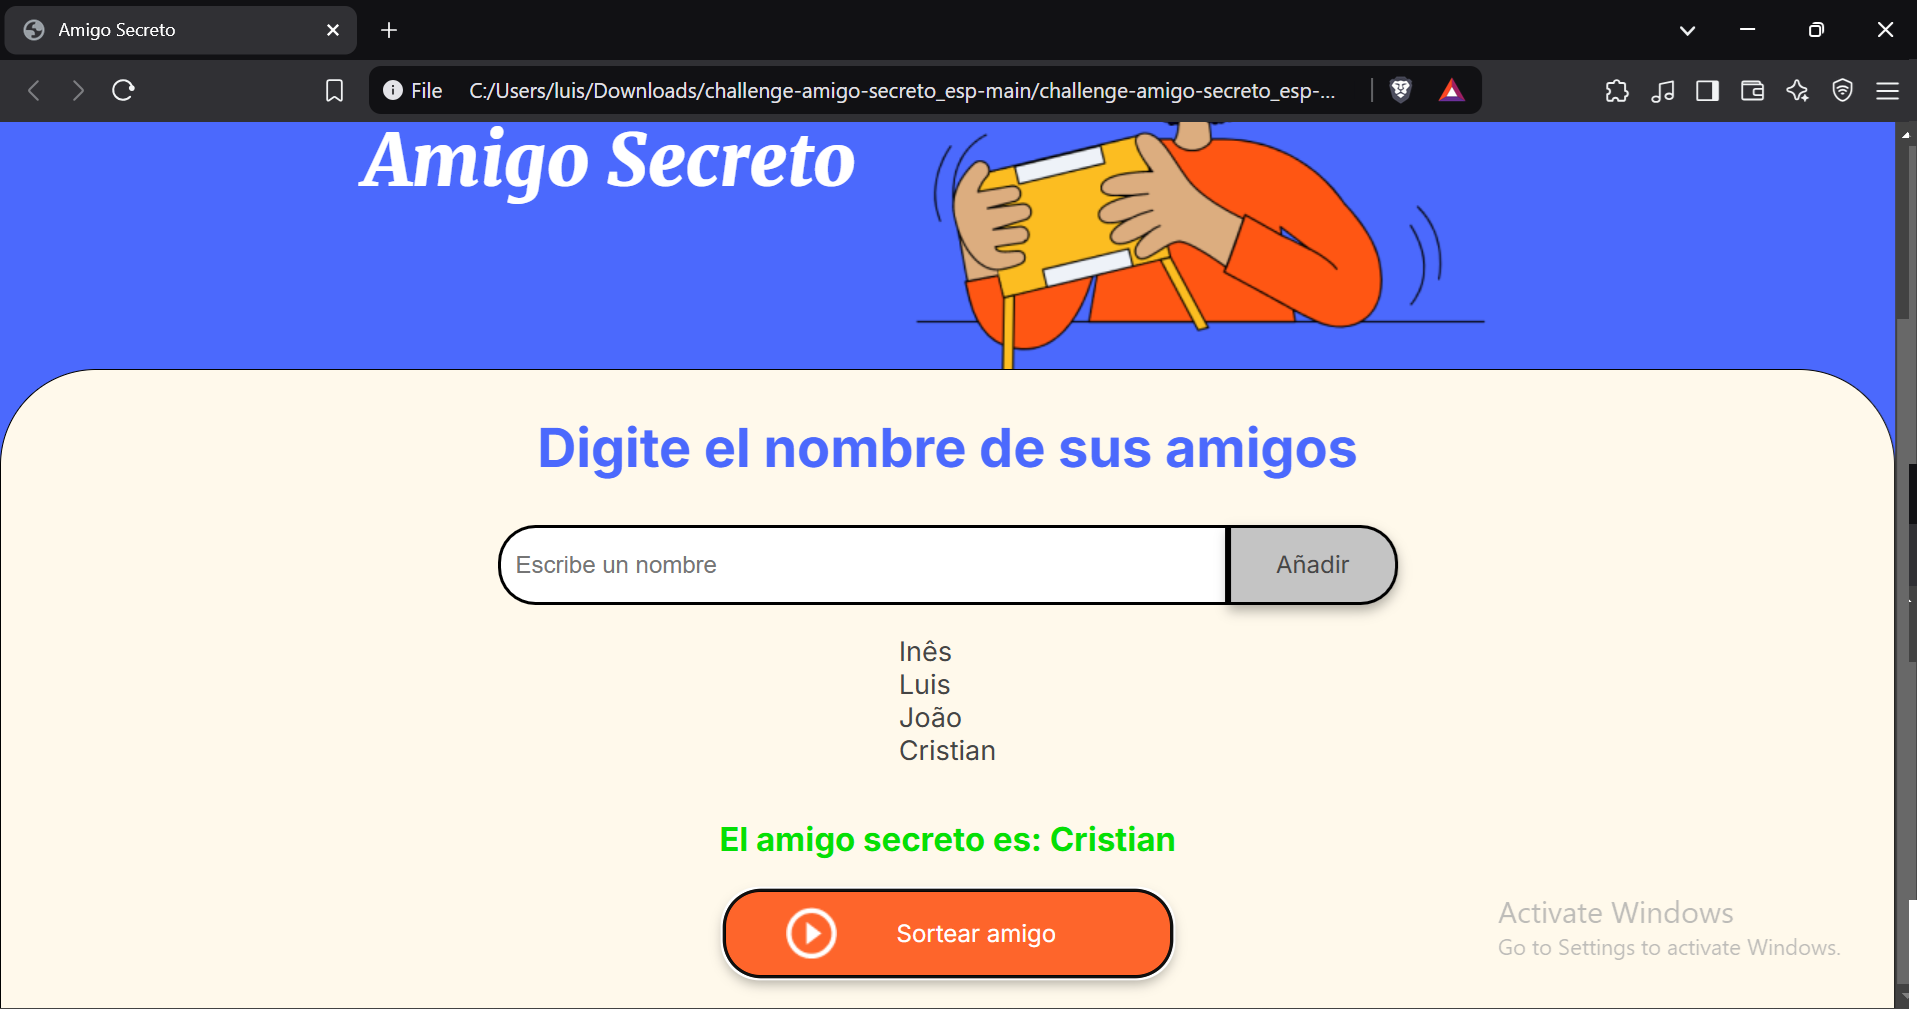 Amigo Secreto
File C:/Users/luis/Downloads/challenge-amigo-secreto_esp-main/challenge-amigo-secreto_esp-...
Amigo Secreto
Digite el nombre de sus amigos
Escribe un nombre
Añadir
Inês
Luis
João
Cristian
El amigo secreto es: Cristian
Sortear amigo
Activate Windows
Go to Settings to activate Windows.